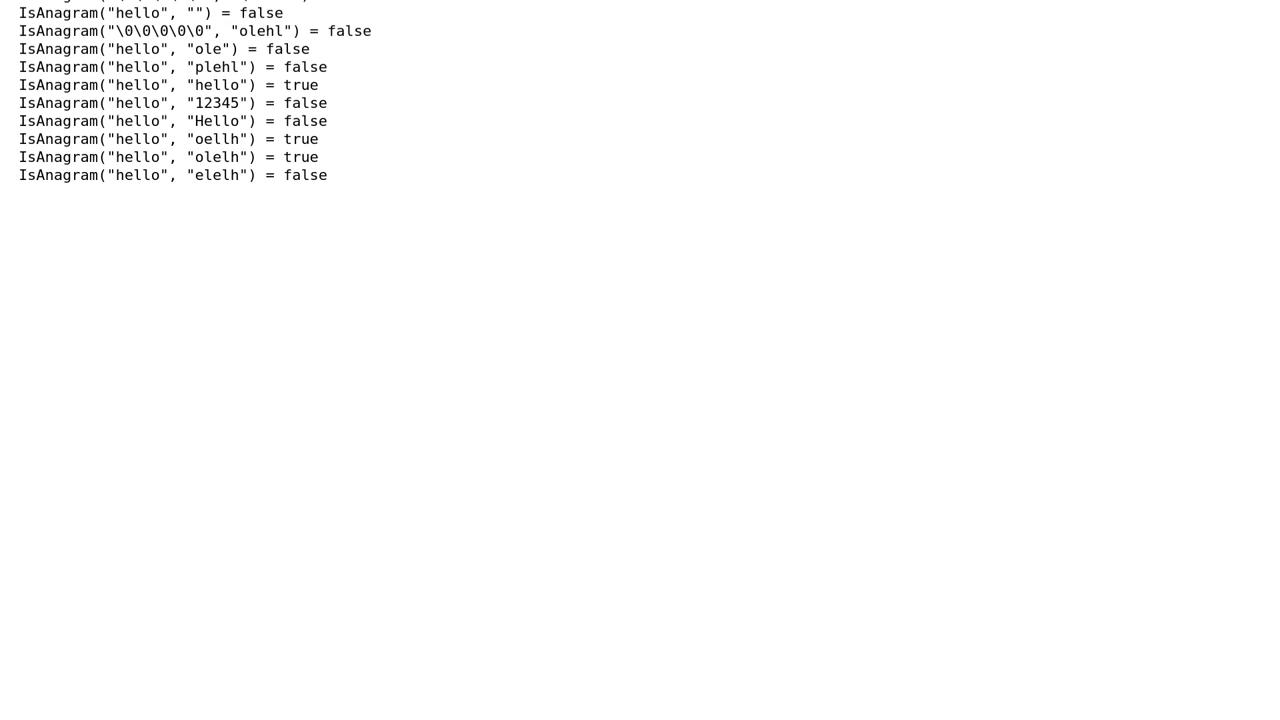 IsAnagram("hello", "") = false
IsAnagram("\0\0\0\0\0", "olehl") = false
IsAnagram("hello", "ole") = false
IsAnagram("hello", "plehl") = false
IsAnagram("hello", "hello") = true
IsAnagram("hello", "12345") = false
IsAnagram("hello", "Hello") = false
IsAnagram("hello", "oellh") = true
IsAnagram("hello", "olelh") = true
IsAnagram("hello", "elelh") = false